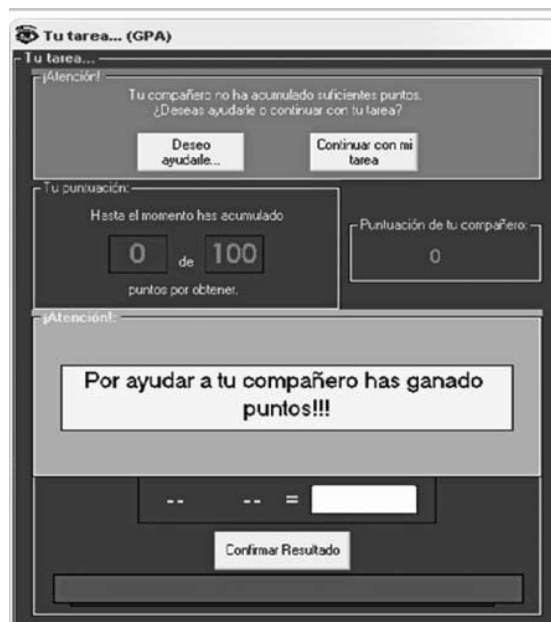 Tu tarea... (GPA)
Tu tarea...
¡Atención!
Tu compañero no ha acumulado suficientes puntos.
¿Deseas ayudarle o continuar con tu tarea?
Deseo
ayudarle...
Continuar con mi
tarea
Tu puntuación:
Hasta el momento has acumulado
0 de 100
puntos por obtener.
Puntuación de tu compañero:
0
¡Atención!:
Por ayudar a tu compañero has ganado
puntos!!!
-- -- =
Confirmar Resultado